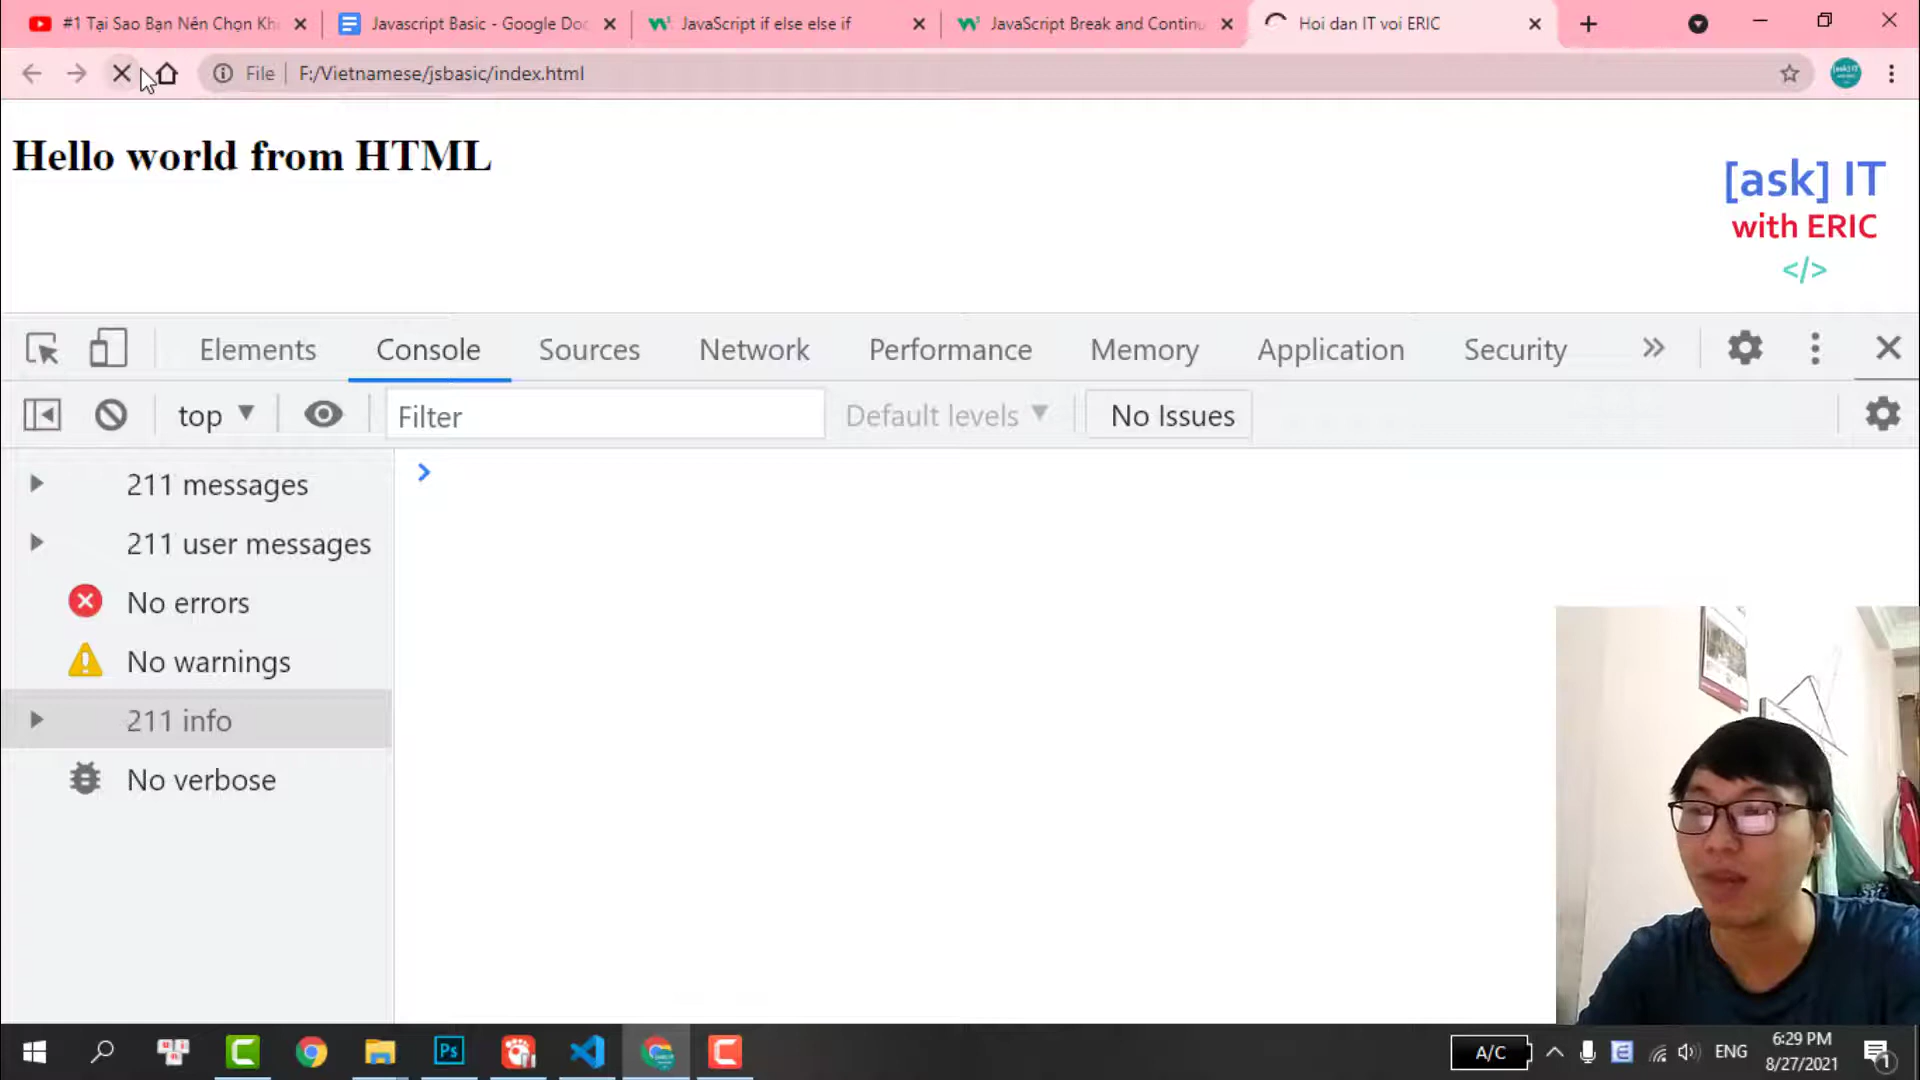 #1 Tại Sao Bạn Nên Chọn Kh
Javascript Basic - Google Doc
JavaScript if else else if
JavaScript Break and Continu
Hoi dan IT voi ERIC
File
F:/Vietnamese/jsbasic/index.html
Hello world from HTML
[ask] IT
with ERIC
</>
Elements
Console
Sources
Network
Performance
Memory
Application
Security
top
Filter
Default levels
No Issues
211 messages
211 user messages
No errors
No warnings
211 info
No verbose
Ps
A/C
ENG
6:29 PM
8/27/2021
1